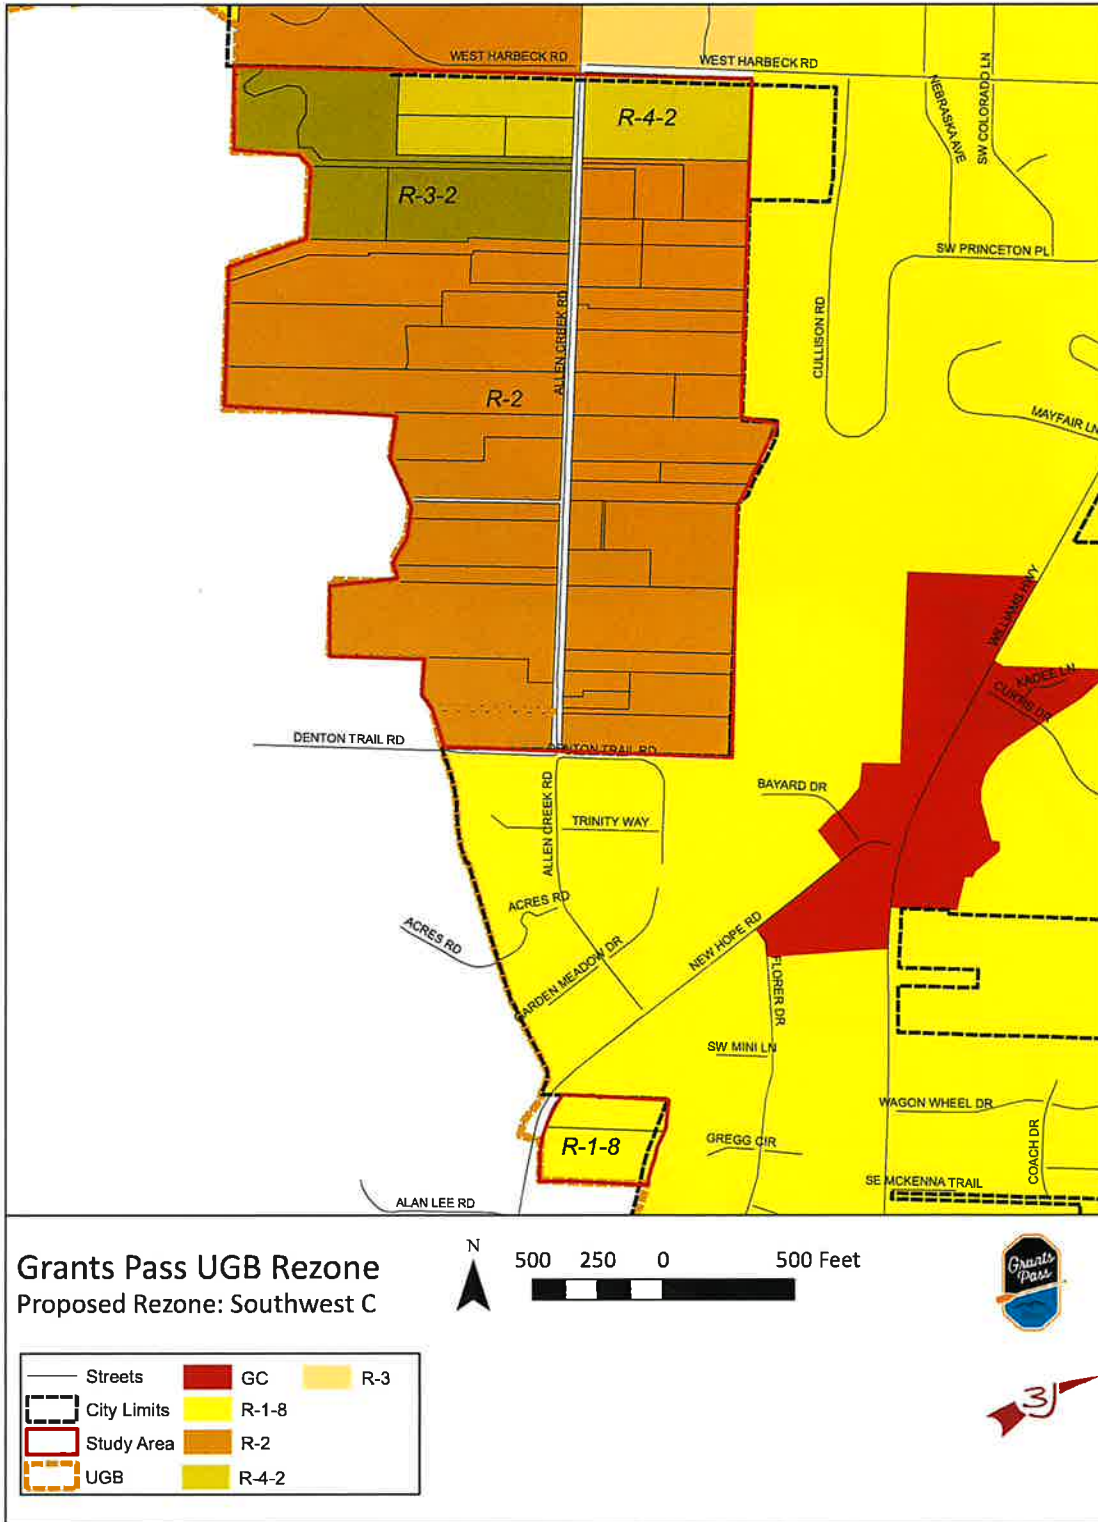 WEST HARBECK RD
WEST HARBECK RD
NEBRASKA AVE
SW COLORADO LN
R-4-2
R-3-2
SW PRINCETON PL
CULLISON RD
ALLEN CREEK RD
R-2
MAYFAIR LN
WILLIAMS HWY
KADEE LN
CURTIS DR
DENTON TRAIL RD
DENTON TRAIL RD
BAYARD DR
ALLEN CREEK RD
TRINITY WAY
ACRES RD
ACRES RD
NEW HOPE RD
GARDEN MEADOW DR
FLORER DR
SW MINI LN
WAGON WHEEL DR
R-1-8
GREGG CIR
COACH DR
SE MCKENNA TRAIL
ALAN LEE RD
Grants Pass UGB Rezone
Proposed Rezone: Southwest C
N
500 250 0 500 Feet
Grants
Pass
3J
Streets
City Limits
Study Area
UGB
GC
R-1-8
R-2
R-4-2
R-3